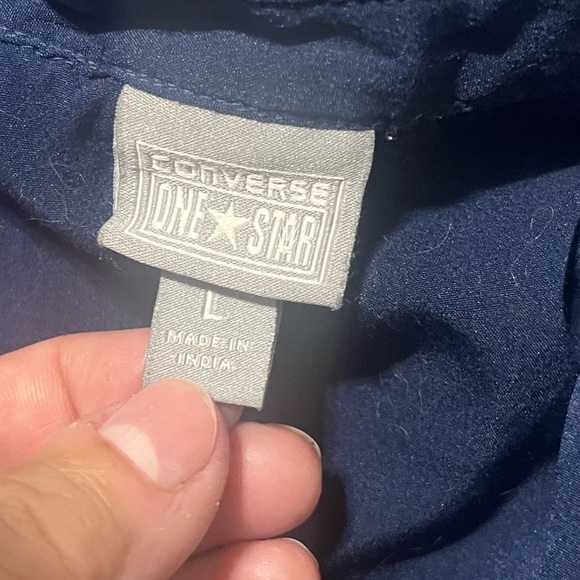 CONVERSE
ONE STAR
L
MADE IN
INDIA